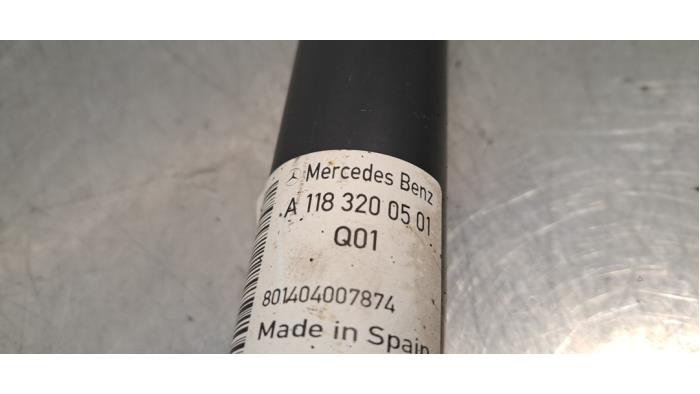 Mercedes Benz
A 118 320 05 01
Q01
801404007874
Made in Spain